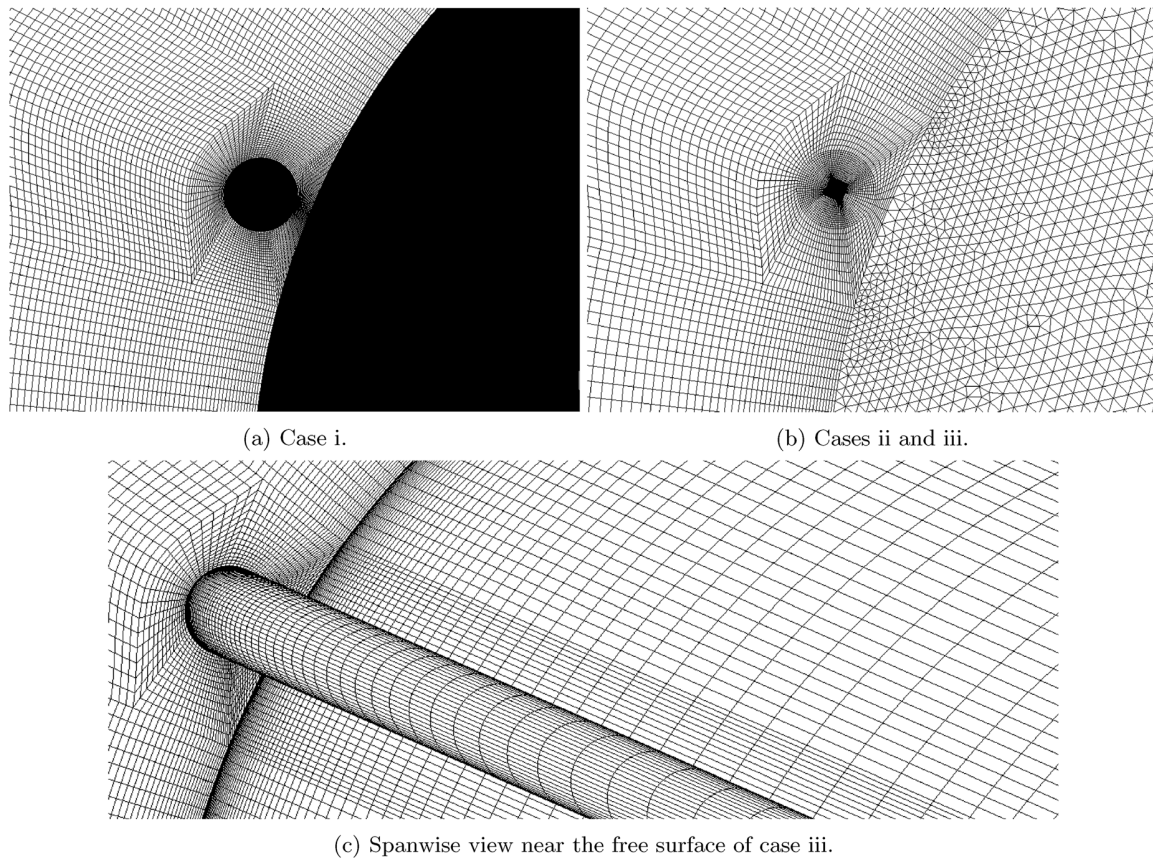 (a) Case i.
(b) Cases ii and iii.
(c) Spanwise view near the free surface of case iii.